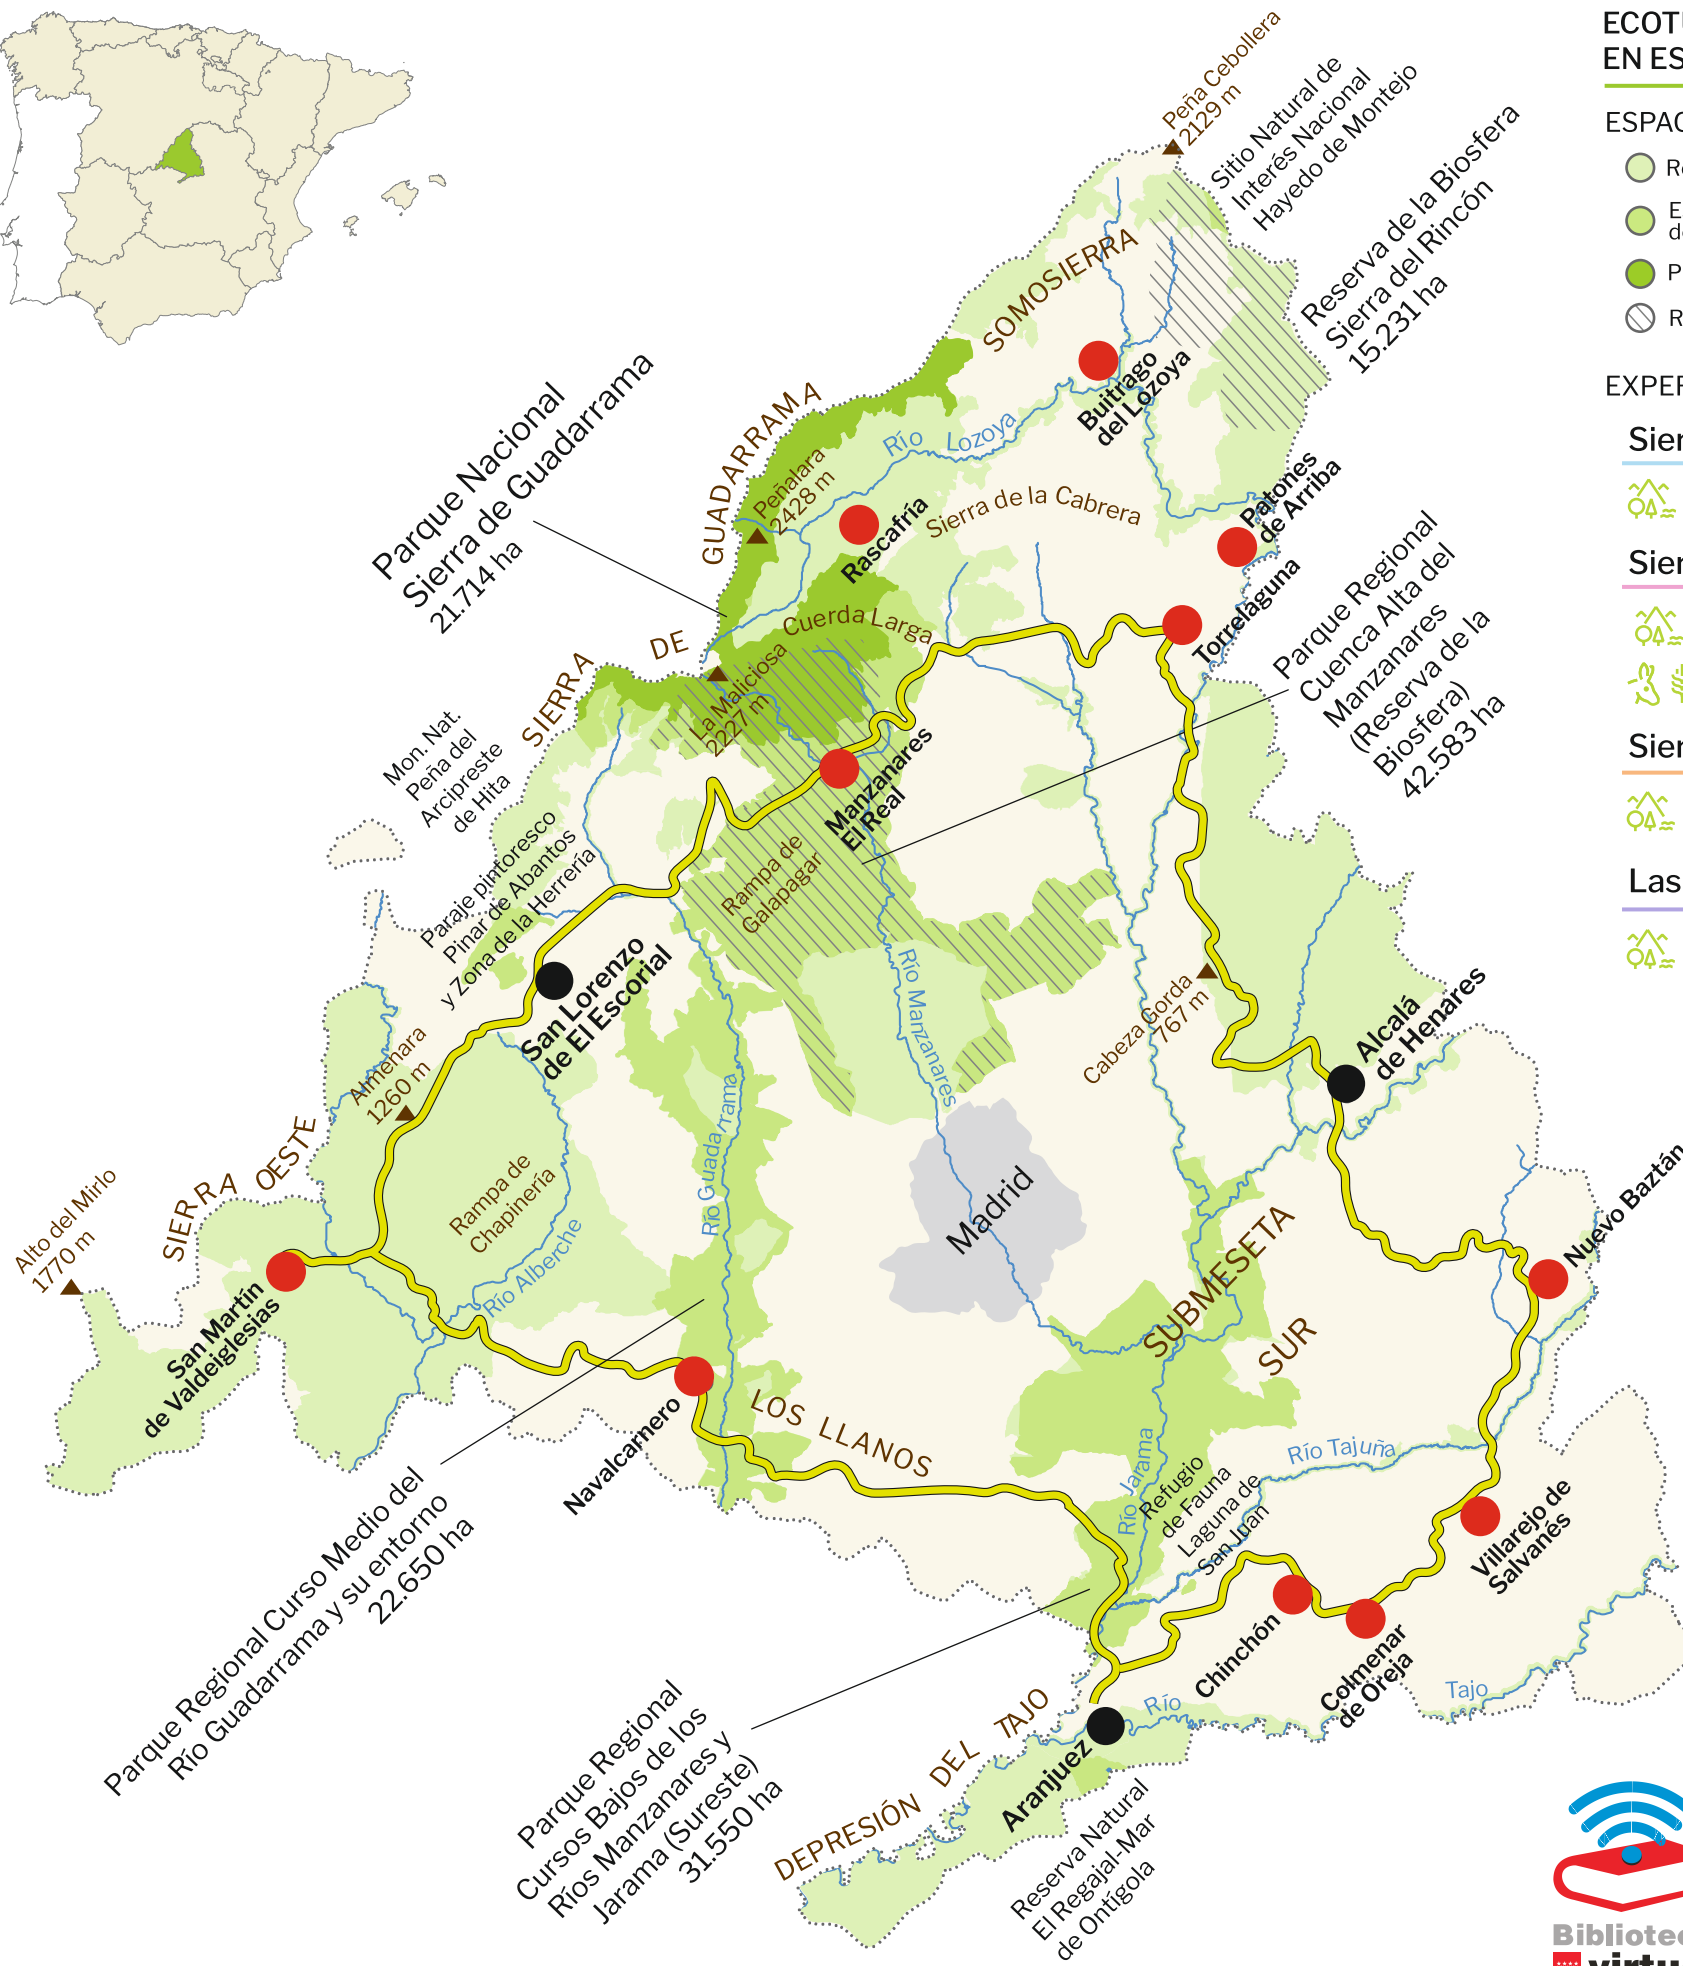 Peña Cebollera
2129 m
Sitio Natural de
Interés Nacional
Hayedo de Montejo
Reserva de la Biosfera
Sierra del Rincón
15.231 ha
SOMOSIERRA
Buitrago
del Lozoya
Parque Nacional
Sierra de Guadarrama
21.714 ha
SIERRA DE GUADARRAMA
Peñalara
2428 m
Río Lozoya
Rascafría
Sierra de la Cabrera
Patones
de Arriba
Torrelaguna
Cuerda Larga
La Maliciosa
2227 m
Parque Regional
Cuenca Alta del
Manzanares
(Reserva de la
Biosfera)
42.583 ha
Manzanares
El Real
Mon. Nat.
Peña del
Arcipreste
de Hita
Paraje pintoresco
Pinar de Abantos
y Zona de la Herrería
Rampa de
Galapagar
San Lorenzo
de El Escorial
Río Manzanares
Cabeza Gorda
767 m
Alcalá
de Henares
Almenara
1260 m
SIERRA OESTE
Alto del Mirlo
1770 m
Rampa de
Chapinería
Río Alberche
Río Guadarrama
Madrid
Nuevo Baztán
San Martín
de Valdeiglesias
SUBMESETA
SUR
Navalcarnero
LOS LLANOS
Río Jarama
Refugio
de Fauna
Laguna de
San Juan
Río Tajuña
Villarejo de
Salvanés
Parque Regional Curso Medio del
Río Guadarrama y su entorno
22.650 ha
Chinchón
Colmenar
de Oreja
Parque Regional
Cursos Bajos de los
Ríos Manzanares y
Jarama (Sureste)
31.550 ha
DEPRESIÓN DEL TAJO
Río Tajo
Aranjuez
Reserva Natural
El Regajal-Mar
de Ontígola
ECOT
EN ES
ESPA
R
E
d
P
R
EXPER
Sier
Sier
Sier
Las
Bibliotec
virtu